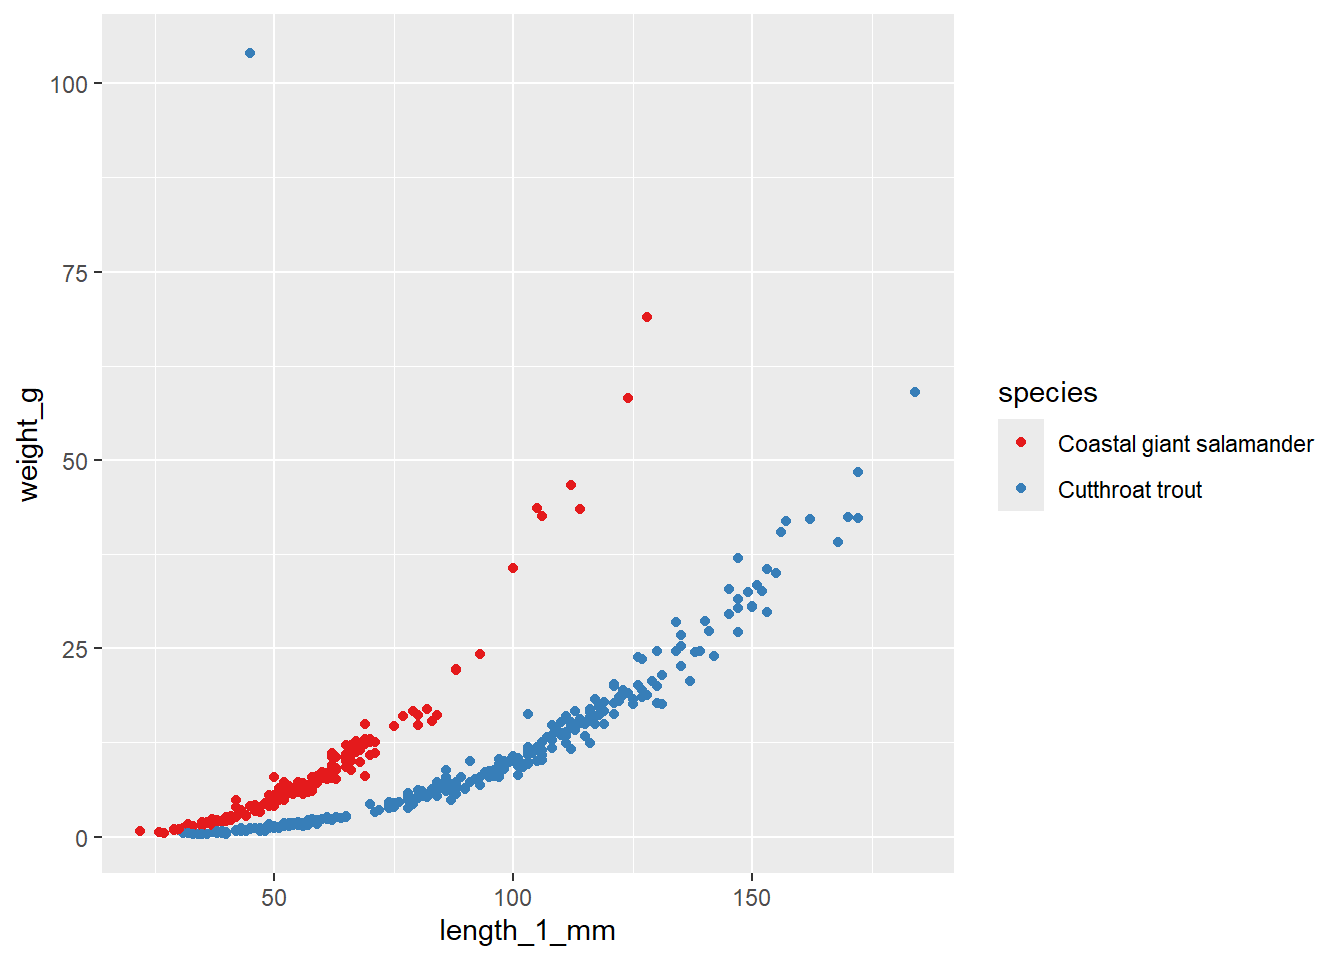 100
75
50
25
0
weight_g
50
100
150
length_1_mm
species
Coastal giant salamander
Cutthroat trout